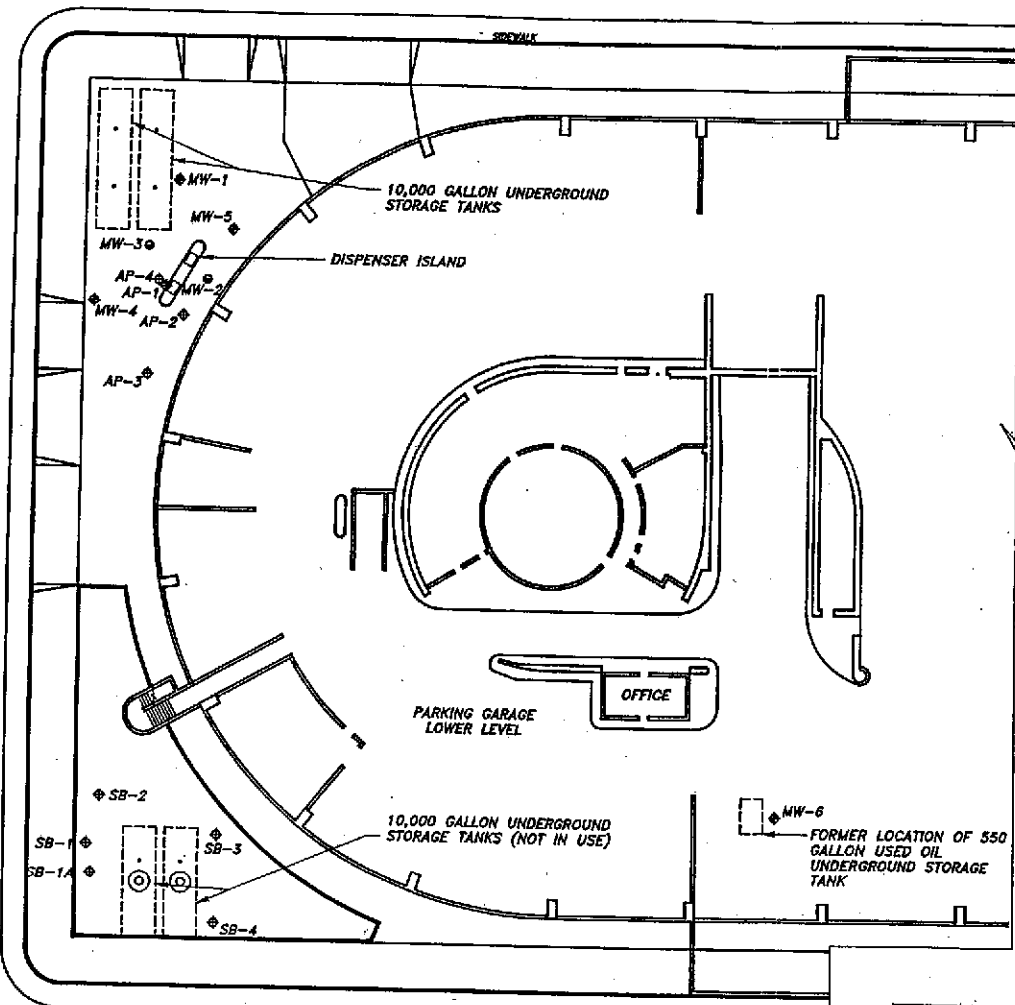 SIDEWALK
MW-1
10,000 GALLON UNDERGROUND
STORAGE TANKS
MW-5
MW-3
DISPENSER ISLAND
AP-4
AP-1
MW-2
MW-4
AP-2
AP-3
OFFICE
PARKING GARAGE
LOWER LEVEL
SB-2
10,000 GALLON UNDERGROUND
STORAGE TANKS (NOT IN USE)
MW-6
SB-1
SB-3
FORMER LOCATION OF 550
GALLON USED OIL
UNDERGROUND STORAGE
TANK
SB-1A
SB-4